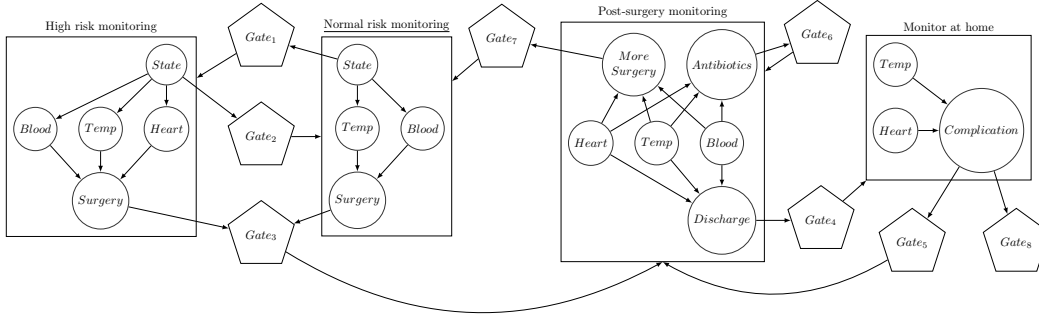 High risk monitoring
State
Blood
Temp
Heart
Surgery
Gate1
Gate2
Gate3
Normal risk monitoring
State
Temp
Blood
Surgery
Gate7
Post-surgery monitoring
More
Surgery
Antibiotics
Heart
Temp
Blood
Discharge
Gate6
Gate4
Monitor at home
Temp
Heart
Complication
Gate5
Gate8